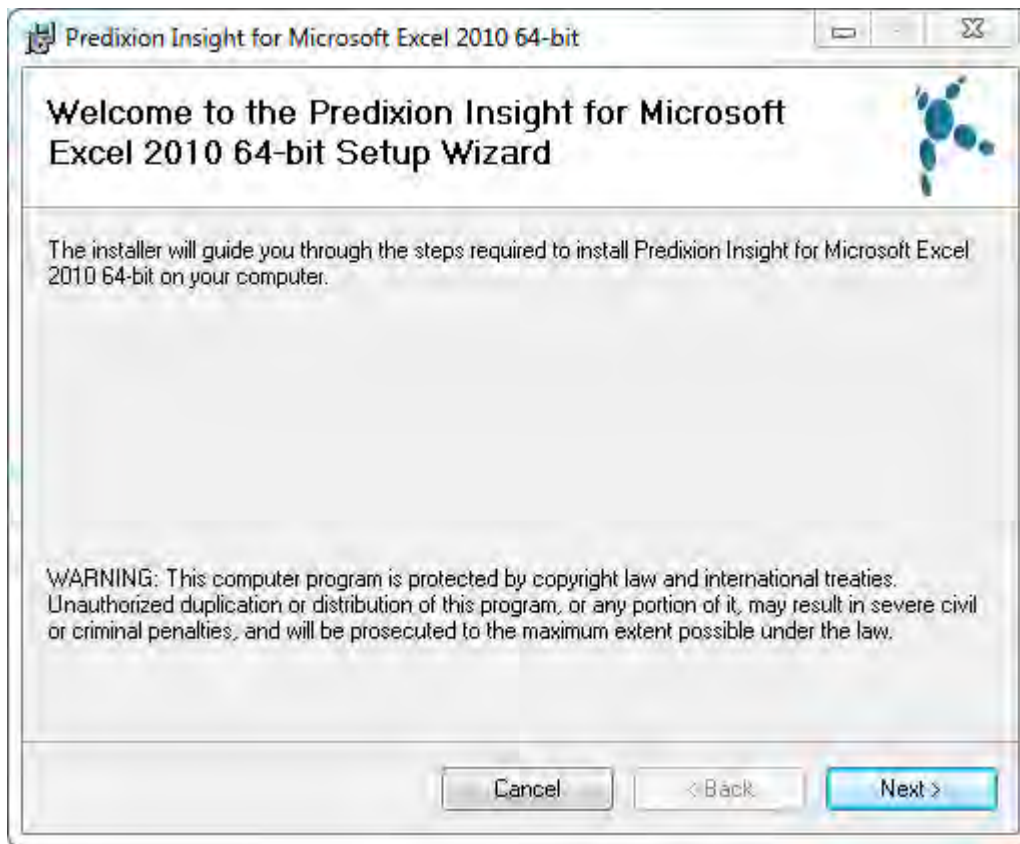 Predixion Insight for Microsoft Excel 2010 64-bit
Welcome to the Predixion Insight for Microsoft
Excel 2010 64-bit Setup Wizard
The installer will guide you through the steps required to install Predixion Insight for Microsoft Excel
2010 64-bit on your computer.
WARNING: This computer program is protected by copyright law and international treaties.
Unauthorized duplication or distribution of this program, or any portion of it, may result in severe civil
or criminal penalties, and will be prosecuted to the maximum extent possible under the law.
Cancel < Back Next >